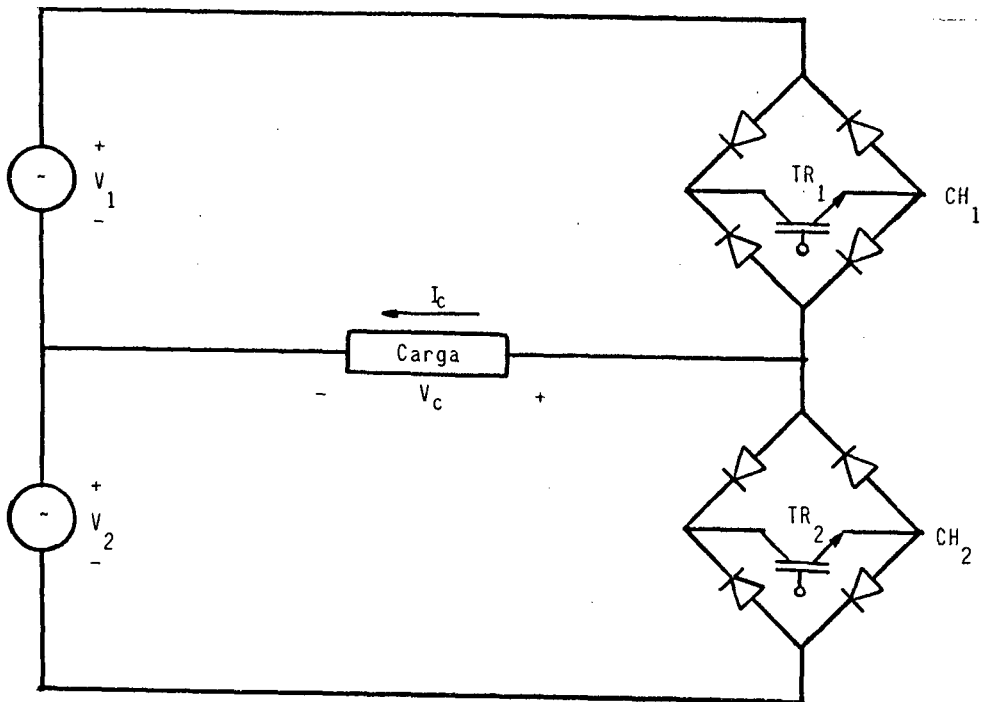 +
~
V1
-
TR1
CH1
Ic
Carga
- Vc +
+
~
V2
-
TR2
CH2